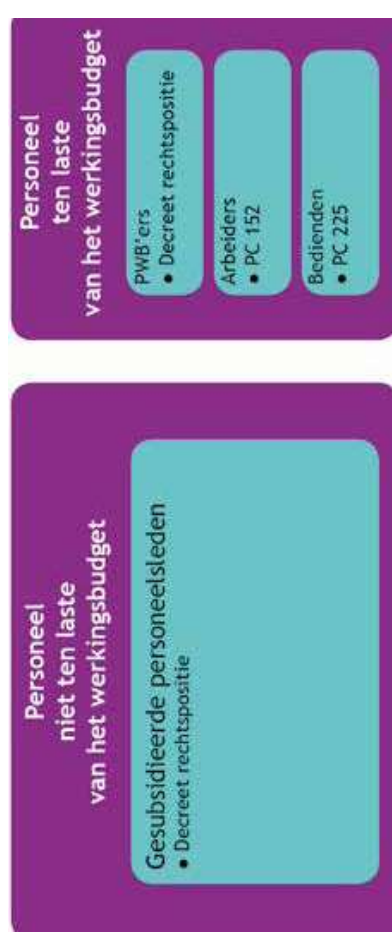 Personeel
niet ten laste
van het werkingsbudget
Gesubsidieerde personeelsleden
• Decreet rechtspositie
Personeel
ten laste
van het werkingsbudget
PWB'ers
• Decreet rechtspositie
Arbeiders
• PC 152
Bedienden
• PC 225